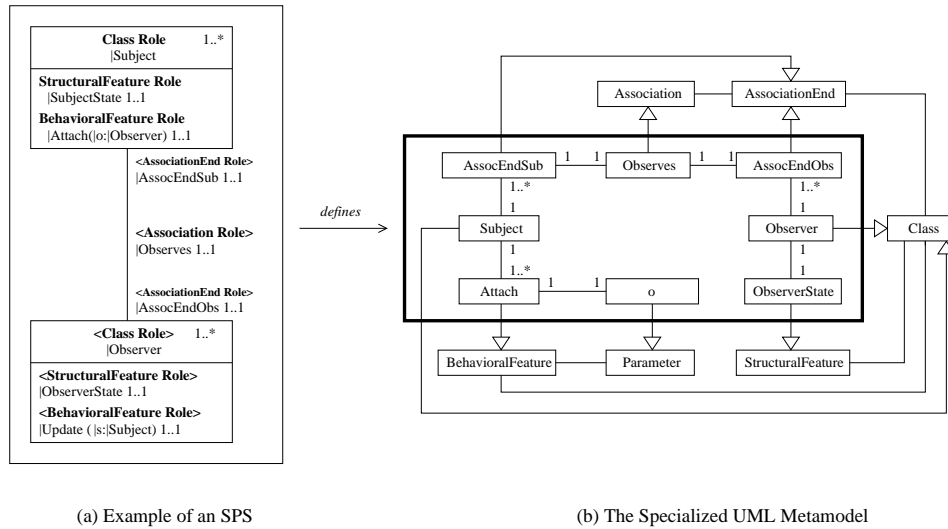 Class Role 1..*
|Subject
StructuralFeature Role
|SubjectState 1..1
BehavioralFeature Role
|Attach(|o:|Observer) 1..1
<AssociationEnd Role>
|AssocEndSub 1..1
<Association Role>
|Observes 1..1
<AssociationEnd Role>
|AssocEndObs 1..1
<Class Role> 1..*
|Observer
<StructuralFeature Role>
|ObserverState 1..1
<BehavioralFeature Role>
|Update (|s:|Subject) 1..1
defines
Association AssociationEnd
AssocEndSub 1 1 Observes 1 1 AssocEndObs
1..* 1..*
1 1
Subject Observer Class
1 1
1..* 1
Attach 1 1 o ObserverState
BehavioralFeature Parameter StructuralFeature
(a) Example of an SPS (b) The Specialized UML Metamodel